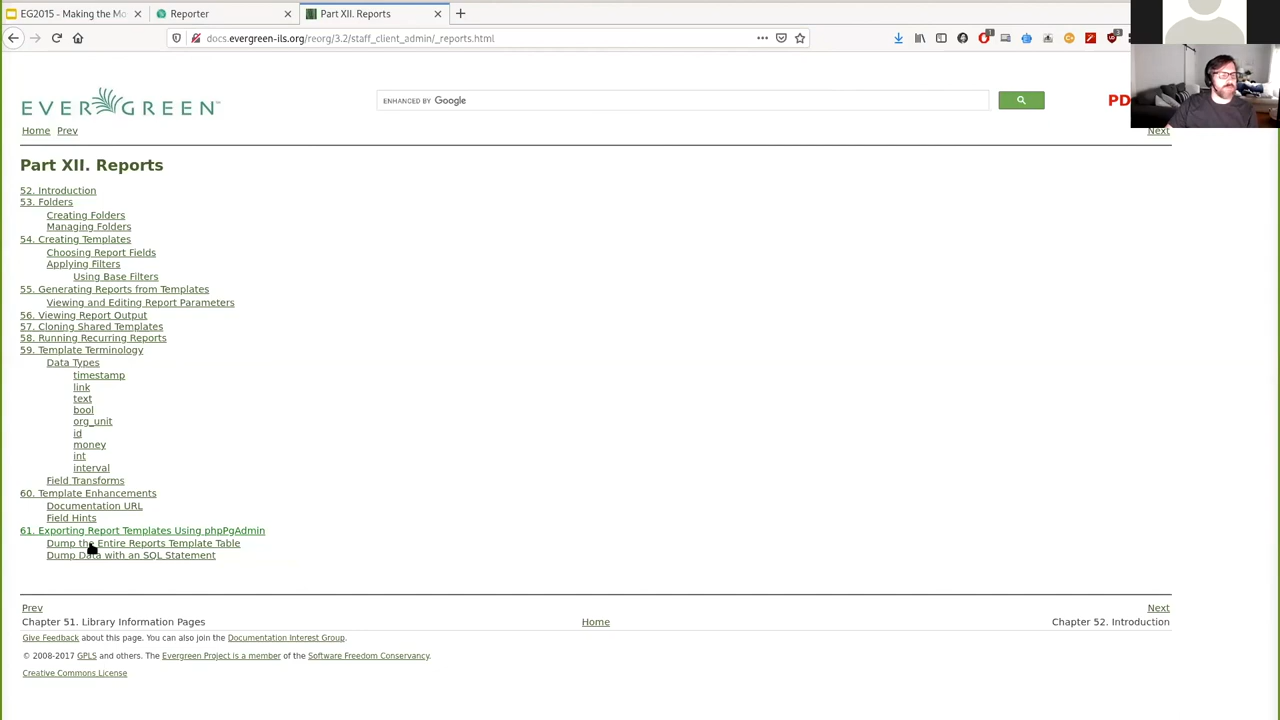 EG2015 - Making the Mo
Reporter
Part XII. Reports
docs.evergreen-ils.org/reorg/3.2/staff_client_admin/_reports.html
EVERGREEN
ENHANCED BY Google
PD
Home Prev
Next
Part XII. Reports
52. Introduction
53. Folders
Creating Folders
Managing Folders
54. Creating Templates
Choosing Report Fields
Applying Filters
Using Base Filters
55. Generating Reports from Templates
Viewing and Editing Report Parameters
56. Viewing Report Output
57. Cloning Shared Templates
58. Running Recurring Reports
59. Template Terminology
Data Types
timestamp
link
text
bool
org_unit
id
money
int
interval
Field Transforms
60. Template Enhancements
Documentation URL
Field Hints
61. Exporting Report Templates Using phpPgAdmin
Dump the Entire Reports Template Table
Dump Data with an SQL Statement
Prev
Next
Chapter 51. Library Information Pages
Home
Chapter 52. Introduction
Give Feedback about this page. You can also join the Documentation Interest Group.
© 2008-2017 GPLS and others. The Evergreen Project is a member of the Software Freedom Conservancy.
Creative Commons License